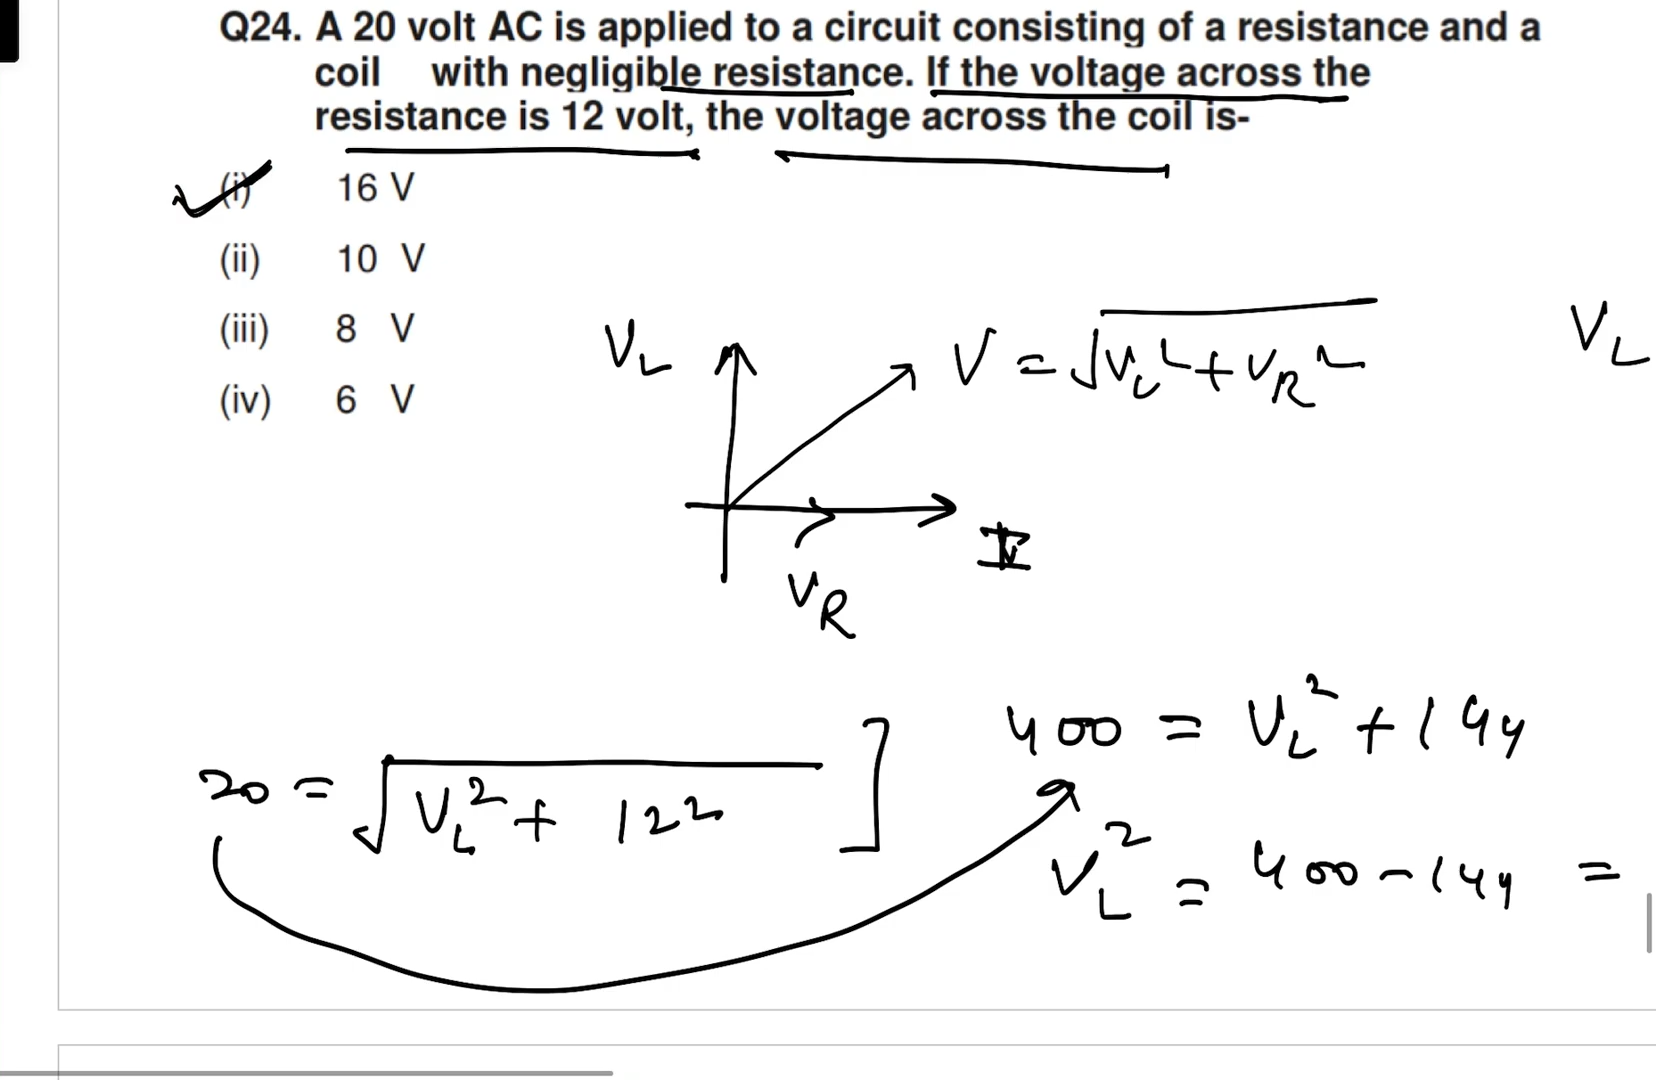 Q24. A 20 volt AC is applied to a circuit consisting of a resistance and a
coil with negligible resistance. If the voltage across the
resistance is 12 volt, the voltage across the coil is-
(i) 16 V
(ii) 10 V
(iii) 8 V
(iv) 6 V
V_L
V = √(V_L² + V_R²)
V_L
V_R
20 = √(V_L² + 12²) ]
400 = V_L² + 144
V_L² = 400 - 144 =